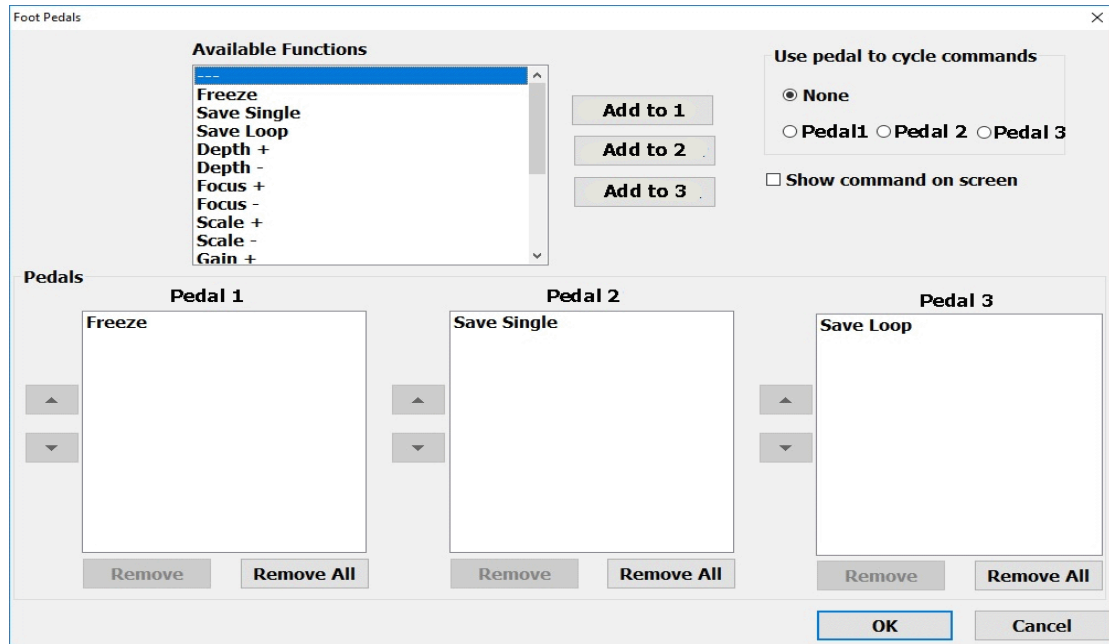 Foot Pedals
Available Functions
---
Freeze
Save Single
Save Loop
Depth +
Depth -
Focus +
Focus -
Scale +
Scale -
Gain +
Add to 1
Add to 2
Add to 3
Use pedal to cycle commands
None
Pedal1 Pedal 2 Pedal 3
Show command on screen
Pedals
Pedal 1
Freeze
Remove Remove All
Pedal 2
Save Single
Remove Remove All
Pedal 3
Save Loop
Remove Remove All
OK Cancel